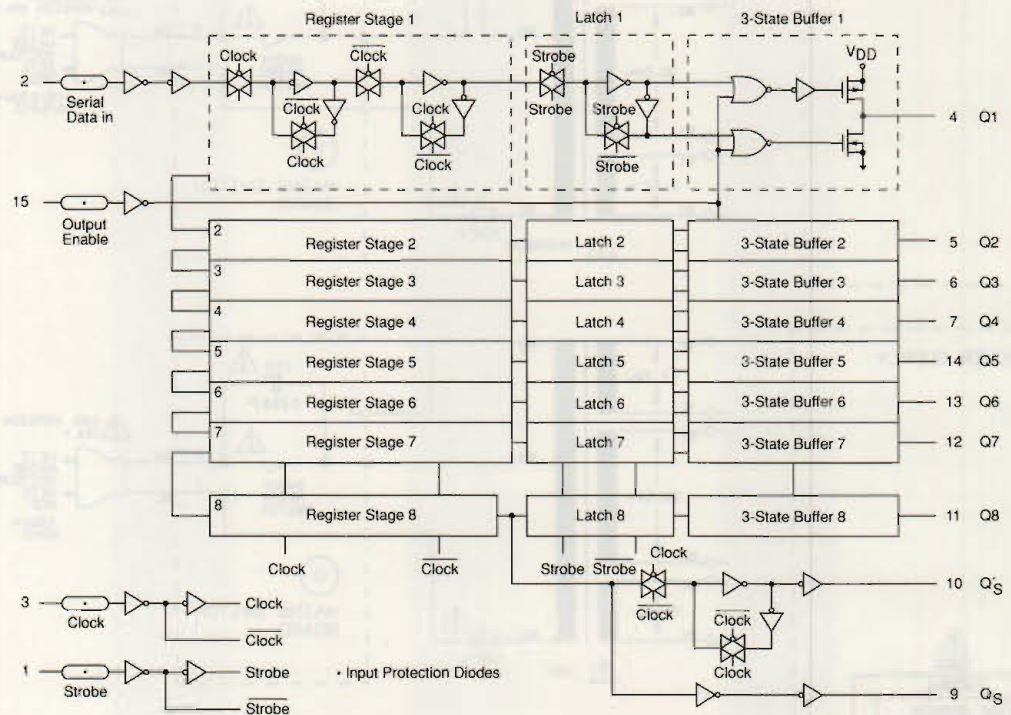 Register Stage 1
Latch 1
3-State Buffer 1
Clock
Clock
Strobe
VDD
2
Serial
Data in
Clock
Clock
Clock
Clock
Strobe
Strobe
Strobe
4 Q1
15
Output
Enable
2 Register Stage 2 Latch 2 3-State Buffer 2 5 Q2
3 Register Stage 3 Latch 3 3-State Buffer 3 6 Q3
4 Register Stage 4 Latch 4 3-State Buffer 4 7 Q4
5 Register Stage 5 Latch 5 3-State Buffer 5 14 Q5
6 Register Stage 6 Latch 6 3-State Buffer 6 13 Q6
7 Register Stage 7 Latch 7 3-State Buffer 7 12 Q7
8 Register Stage 8 Latch 8 3-State Buffer 8 11 Q8
Clock Clock Strobe Strobe Clock
Clock
10 Q'S
Clock
Clock
3
Clock
Clock
Clock
1
Strobe
Strobe
Strobe
• Input Protection Diodes
9 QS